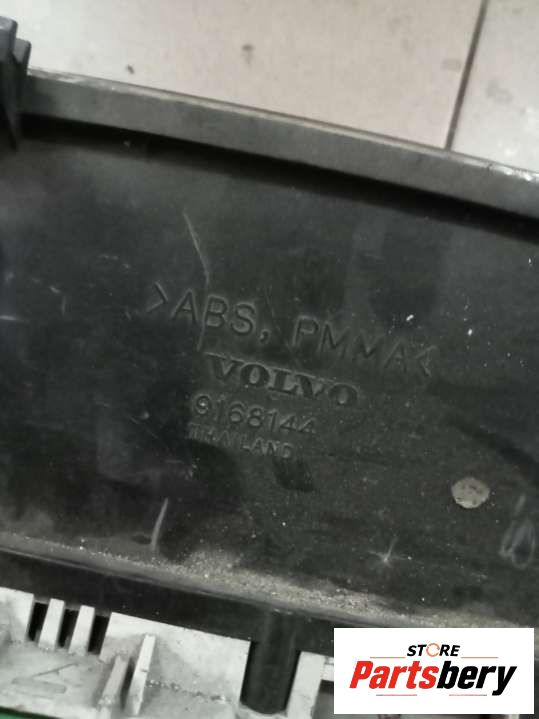 >ABS, PMMA<
VOLVO
9168144
THAILAND
STORE
Partsbery